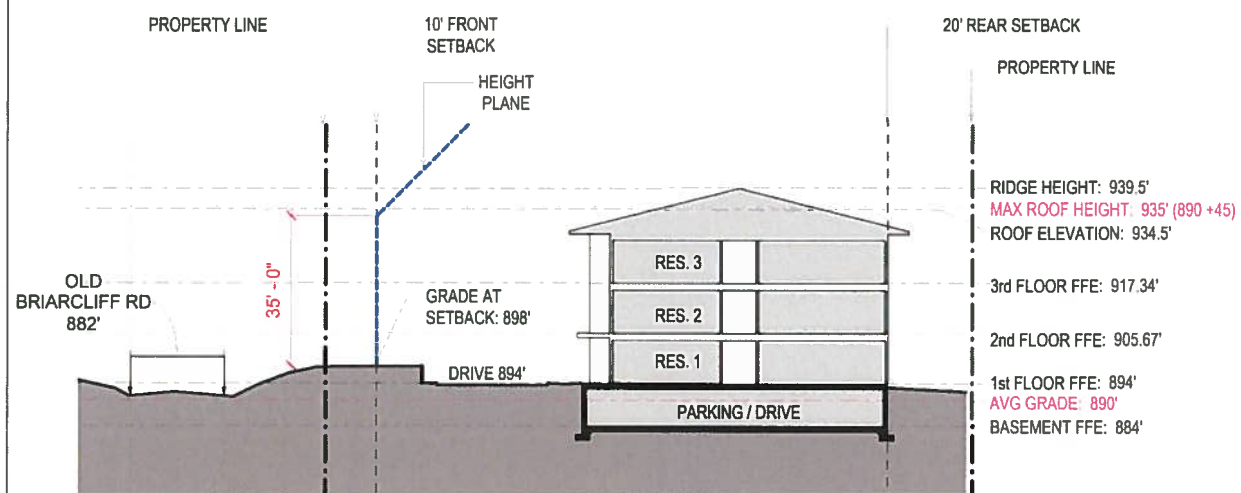 PROPERTY LINE
10' FRONT
SETBACK
20' REAR SETBACK
PROPERTY LINE
HEIGHT
PLANE
RIDGE HEIGHT: 939.5'
MAX ROOF HEIGHT: 935' (890 +45)
ROOF ELEVATION: 934.5'
35' - 0"
OLD
BRIARCLIFF RD
882'
GRADE AT
SETBACK: 898'
DRIVE 894'
RES. 3
RES. 2
RES. 1
PARKING / DRIVE
3rd FLOOR FFE: 917.34'
2nd FLOOR FFE: 905.67'
1st FLOOR FFE: 894'
AVG GRADE: 890'
BASEMENT FFE: 884'